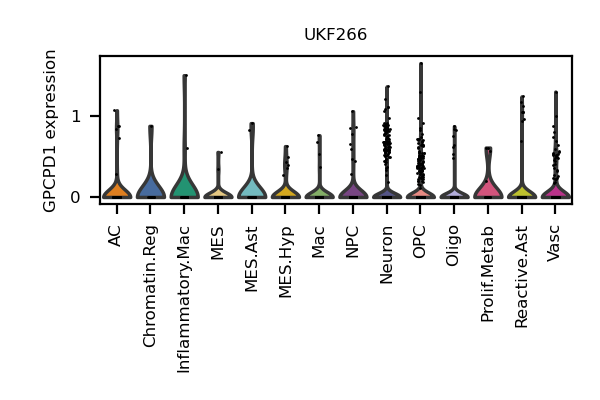 UKF266
GPCPD1 expression
1
0
AC
Chromatin.Reg
Inflammatory.Mac
MES
MES.Ast
MES.Hyp
Mac
NPC
Neuron
OPC
Oligo
Prolif.Metab
Reactive.Ast
Vasc